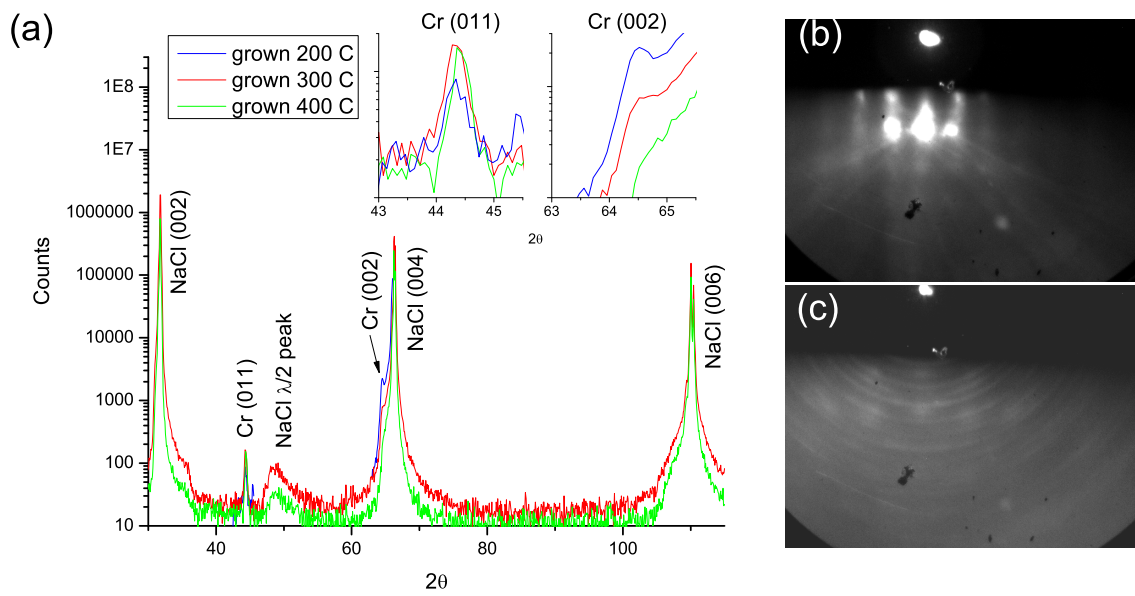 (a)
grown 200 C
grown 300 C
grown 400 C
Cr (011)
Cr (002)
43
44
45
63
64
65
2θ
1E8
1E7
1000000
100000
10000
1000
100
10
Counts
NaCl (002)
Cr (011)
NaCl λ/2 peak
Cr (002)
NaCl (004)
NaCl (006)
40
60
80
100
2θ
(b)
(c)